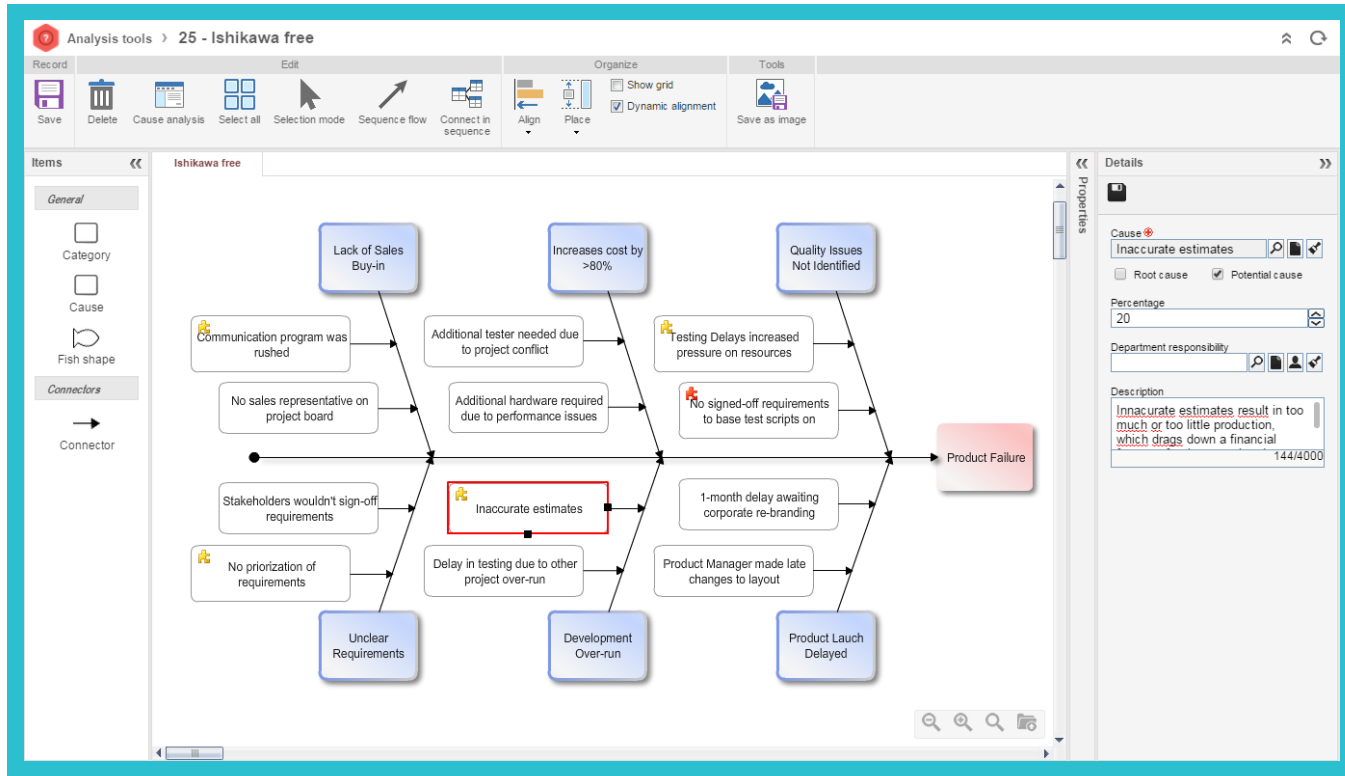 Analysis tools > 25 - Ishikawa free
Record
Edit
Organize
Tools
Save
Delete
Cause analysis
Select all
Selection mode
Sequence flow
Connect in
sequence
Align
Place
Show grid
Dynamic alignment
Save as image
Items
General
Category
Cause
Fish shape
Connectors
Connector
Ishikawa free
Lack of Sales
Buy-in
Increases cost by
>80%
Quality Issues
Not Identified
Communication program was
rushed
Additional tester needed due
to project conflict
Testing Delays increased
pressure on resources
No sales representative on
project board
Additional hardware required
due to performance issues
No signed-off requirements
to base test scripts on
Product Failure
Stakeholders wouldn't sign-off
requirements
Inaccurate estimates
1-month delay awaiting
corporate re-branding
No priorization of
requirements
Delay in testing due to other
project over-run
Product Manager made late
changes to layout
Unclear
Requirements
Development
Over-run
Product Lauch
Delayed
Properties
Details
Cause
Inaccurate estimates
Root cause
Potential cause
Percentage
20
Department responsibility
Description
Innacurate estimates result in too
much or too little production,
which drags down a financial
144/4000